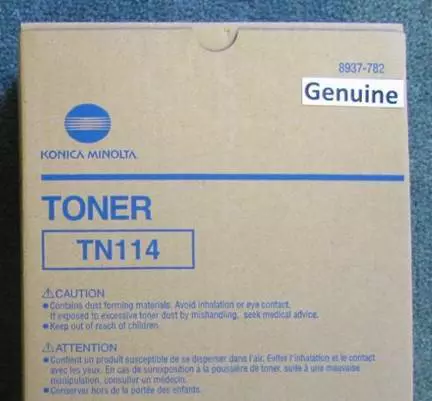 8937-782
Genuine
KONICA MINOLTA
TONER
TN114
⚠CAUTION
● Contains dust forming materials. Avoid inhalation or eye contact.
If exposed to excessive toner dust by mishandling, seek medical advice.
● Keep out of reach of children.
⚠ATTENTION
● Contient un produit susceptible de se disperser dans l'air. Eviter l'inhalation et le contact
avec les yeux. En cas de surexposition à la poussière de toner, suite à une mauvaise
manipulation, consulter un médecin.
● Conserver hors de la portée des enfants.